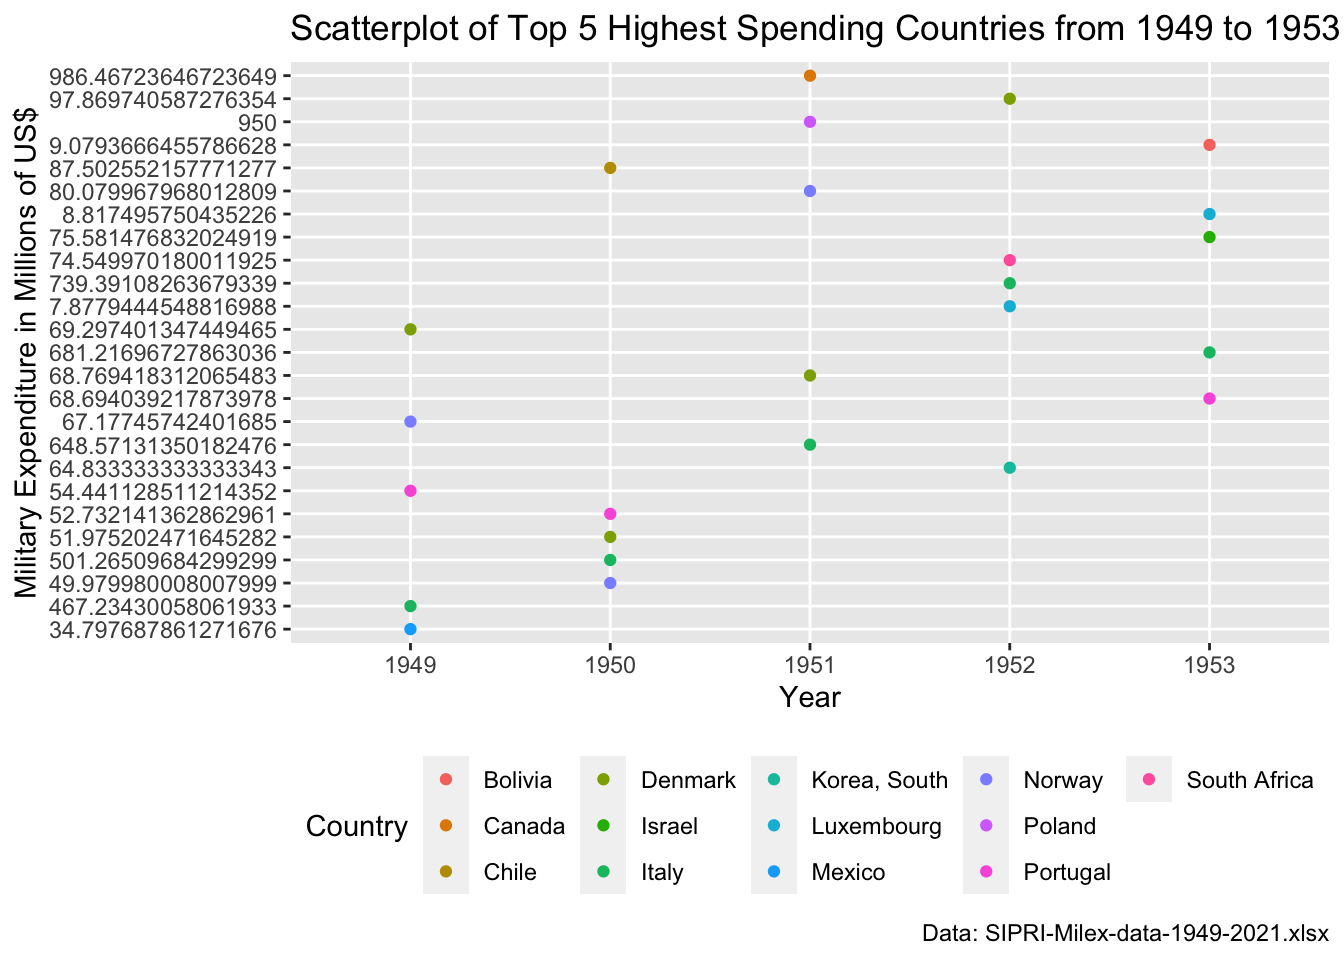 Scatterplot of Top 5 Highest Spending Countries from 1949 to 1953
Military Expenditure in Millions of US$
986.46723646723649
97.869740587276354
950
9.0793666455786628
87.502552157771277
80.079967968012809
8.817495750435226
75.581476832024919
74.549970180011925
739.39108263679339
7.8779444548816988
69.297401347449465
681.21696727863036
68.769418312065483
68.694039217873978
67.17745742401685
648.57131350182476
64.833333333333343
54.441128511214352
52.732141362862961
51.975202471645282
501.26509684299299
49.979980008007999
467.23430058061933
34.797687861271676
1949 1950 1951 1952 1953
Year
Country
Bolivia Denmark Korea, South Norway South Africa
Canada Israel Luxembourg Poland
Chile Italy Mexico Portugal
Data: SIPRI-Milex-data-1949-2021.xlsx